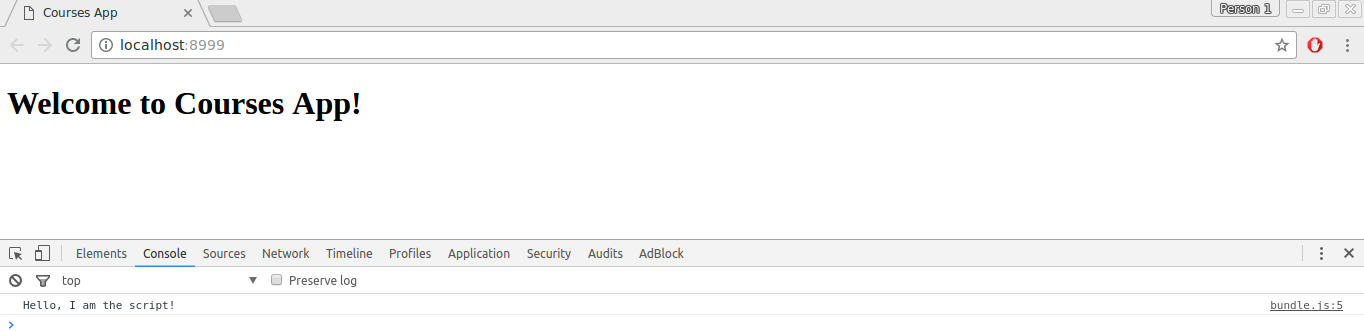 Courses App
Person 1
localhost:8999
Welcome to Courses App!
Elements Console Sources Network Timeline Profiles Application Security Audits AdBlock
top Preserve log
Hello, I am the script! bundle.js:5